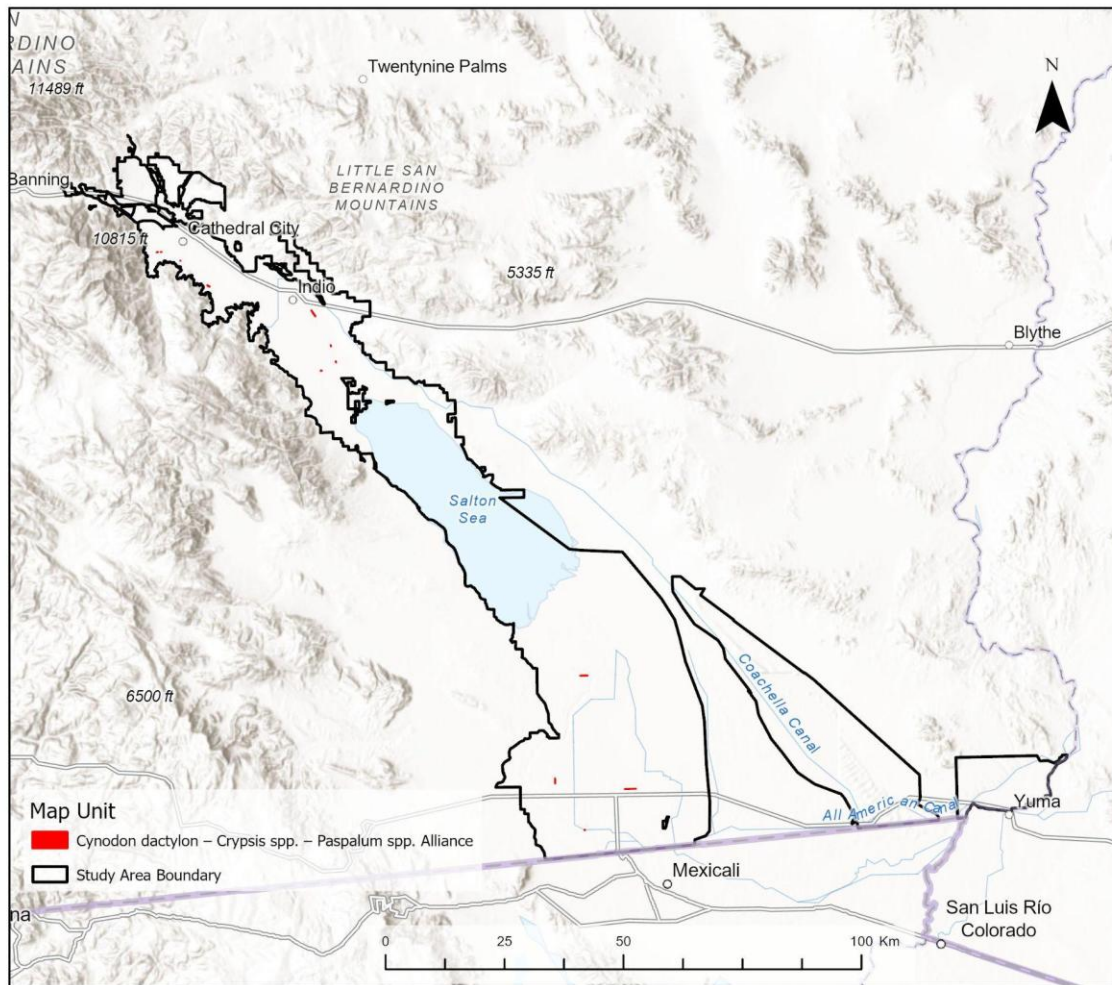 N
RDINO
AINS
11489 ft
Twentynine Palms
N
Banning
LITTLE SAN
BERNARDINO
MOUNTAINS
10815 ft
Cathedral City
5335 ft
Indio
Blythe
Salton
Sea
6500 ft
Coachella Canal
All American Canal
Yuma
Map Unit
Cynodon dactylon – Crypsis spp. – Paspalum spp. Alliance
Study Area Boundary
Mexicali
na
San Luis Río
Colorado
0 25 50 100 Km